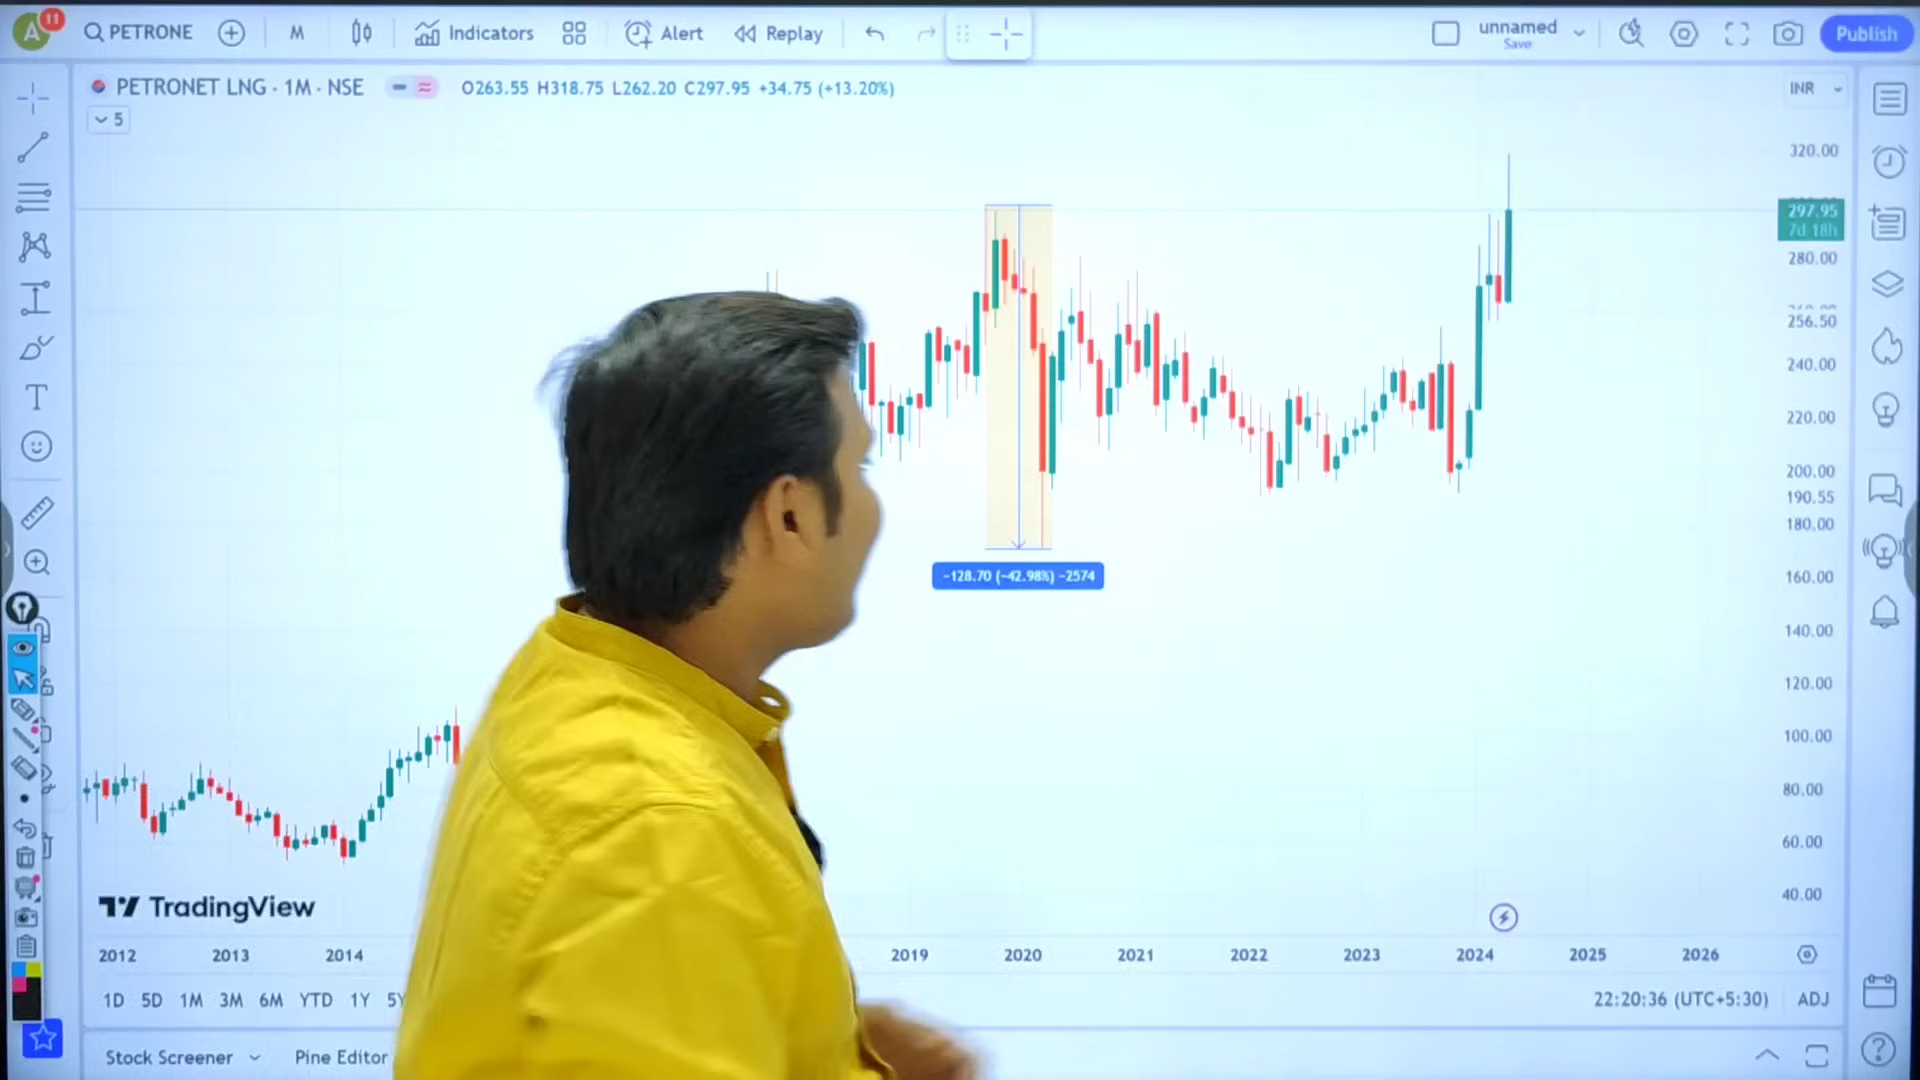 A 11 PETRONE M Indicators Alert Replay unnamed Save Publish
PETRONET LNG · 1M · NSE O263.55 H318.75 L262.20 C297.95 +34.75 (+13.20%) INR
5
320.00
297.95
7d 18h
280.00
256.50
240.00
220.00
200.00
190.55
180.00
−128.70 (−42.98%) −2574
160.00
140.00
120.00
100.00
80.00
60.00
40.00
TradingView
2012 2013 2014 2019 2020 2021 2022 2023 2024 2025 2026
1D 5D 1M 3M 6M YTD 1Y 5Y 22:20:36 (UTC+5:30) ADJ
Stock Screener Pine Editor